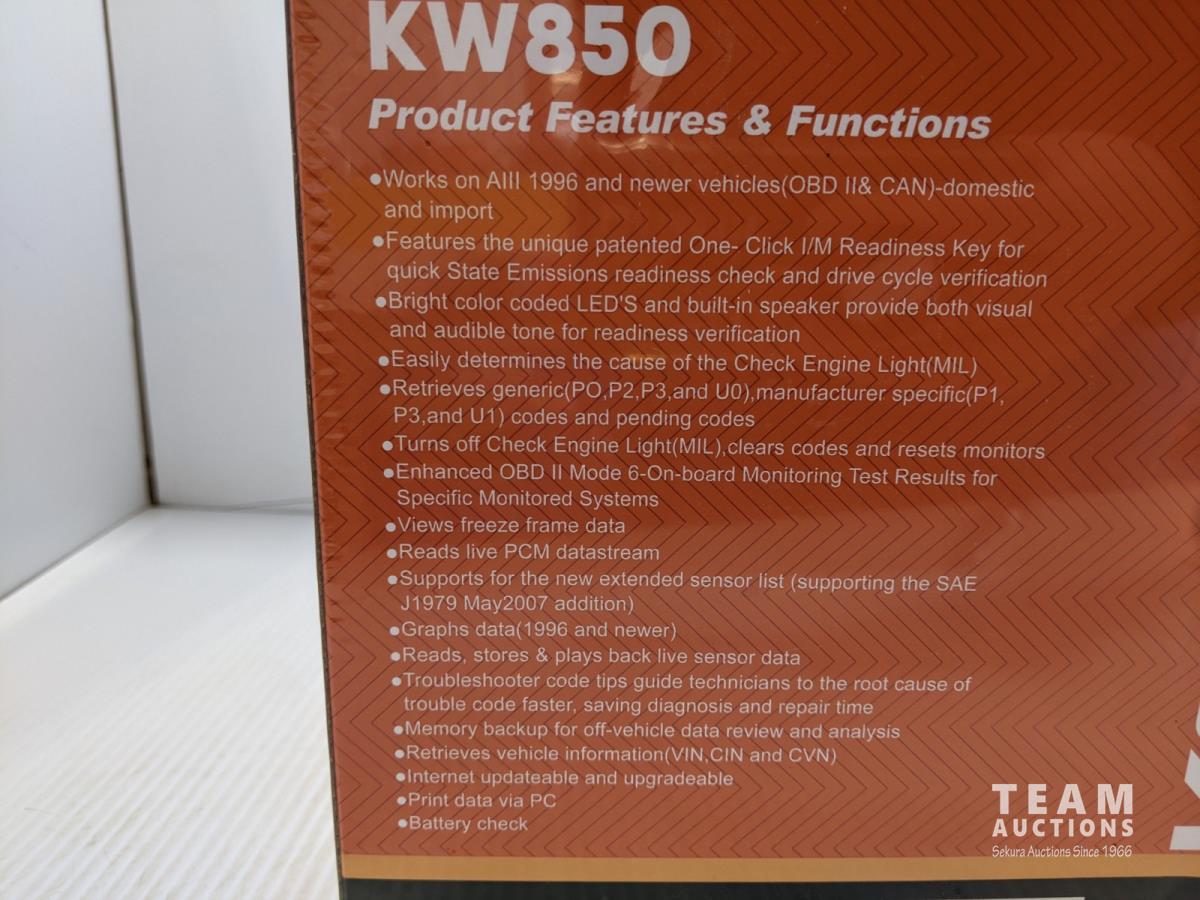 KW850
Product Features & Functions
●Works on AIII 1996 and newer vehicles(OBD II& CAN)-domestic
and import
●Features the unique patented One- Click I/M Readiness Key for
quick State Emissions readiness check and drive cycle verification
●Bright color coded LED'S and built-in speaker provide both visual
and audible tone for readiness verification
●Easily determines the cause of the Check Engine Light(MIL)
●Retrieves generic(PO,P2,P3,and U0),manufacturer specific(P1,
P3,and U1) codes and pending codes
●Turns off Check Engine Light(MIL),clears codes and resets monitors
●Enhanced OBD II Mode 6-On-board Monitoring Test Results for
Specific Monitored Systems
●Views freeze frame data
●Reads live PCM datastream
●Supports for the new extended sensor list (supporting the SAE
J1979 May2007 addition)
●Graphs data(1996 and newer)
●Reads, stores & plays back live sensor data
●Troubleshooter code tips guide technicians to the root cause of
trouble code faster, saving diagnosis and repair time
●Memory backup for off-vehicle data review and analysis
●Retrieves vehicle information(VIN,CIN and CVN)
●Internet updateable and upgradeable
●Print data via PC
●Battery check
TEAM
AUCTIONS
Sekura Auctions Since 1966